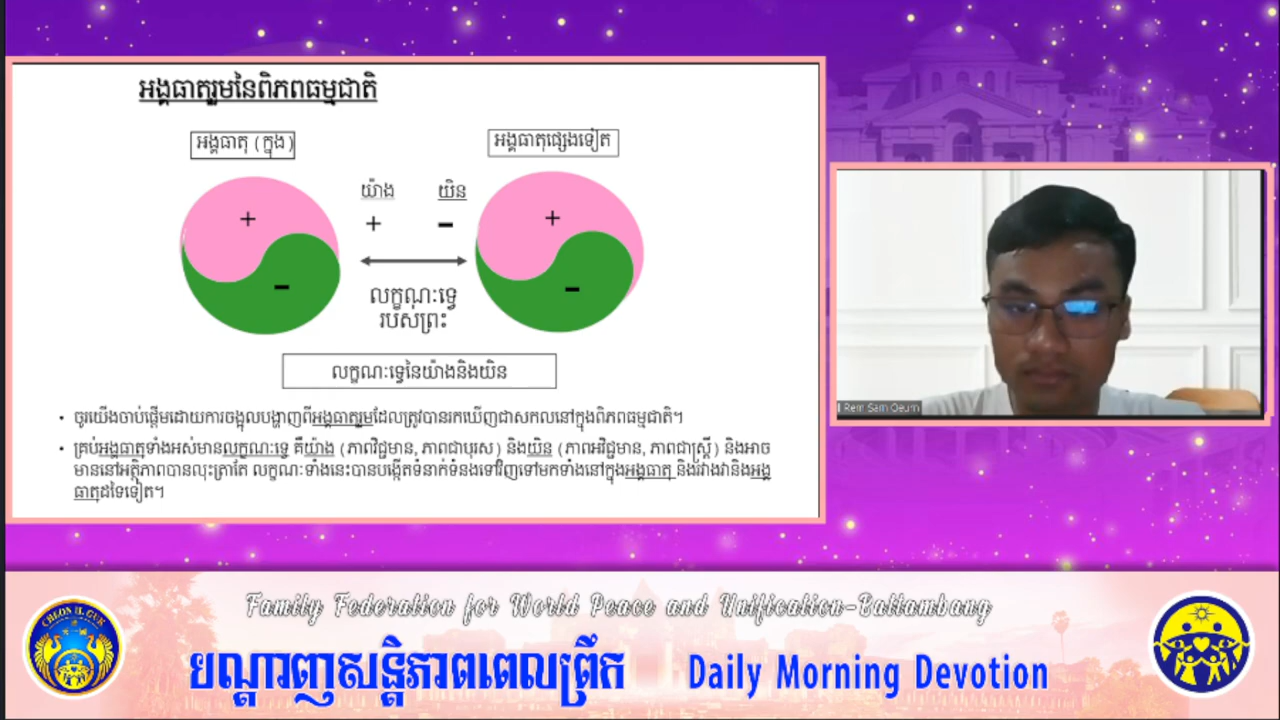 អង្គធាតុរួមនៃពិភពធម្មជាតិ
អង្គធាតុ (ក្នុង)
អង្គធាតុផ្សេងទៀត
យ៉ាង
យិន
+
-
+
-
+
-
លក្ខណៈទ្វេ
របស់ព្រះ
លក្ខណៈទ្វេនៃយ៉ាងនិងយិន
• ចូរយើងចាប់ផ្តើមដោយការចង្អុលបង្ហាញពីអង្គធាតុរួមដែលត្រូវបានរកឃើញជាសកលនៅក្នុងពិភពធម្មជាតិ។
• គ្រប់អង្គធាតុទាំងអស់មានលក្ខណៈទ្វេ គឺយ៉ាង (ភាពវិជ្ជមាន, ភាពជាបុរស) និងយិន (ភាពអវិជ្ជមាន, ភាពជាស្ត្រី) និងអាច
មាននៅអត្ថិភាពបានលុះត្រាតែ លក្ខណៈទាំងនេះបានបង្កើតទំនាក់ទំនងទៅវិញទៅមកទាំងនៅក្នុងអង្គធាតុ និងរវាងវានិងអង្គ
ធាតុដទៃទៀត។
Rem Sam Oeurn
Family Federation for World Peace and Unification-Battambang
CHEON IL GUK
បណ្តាញសន្តិភាពពេលព្រឹក
Daily Morning Devotion